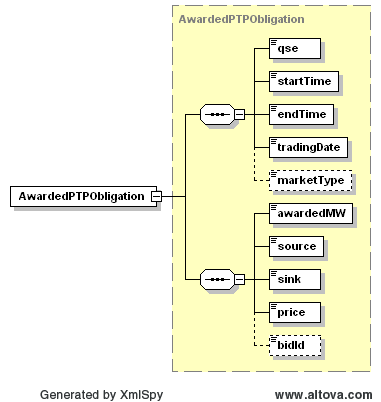 AwardedPTPObligation
qse
startTime
endTime
tradingDate
marketType
AwardedPTPObligation
awardedMW
source
sink
price
bidId
Generated by XmlSpy
www.altova.com